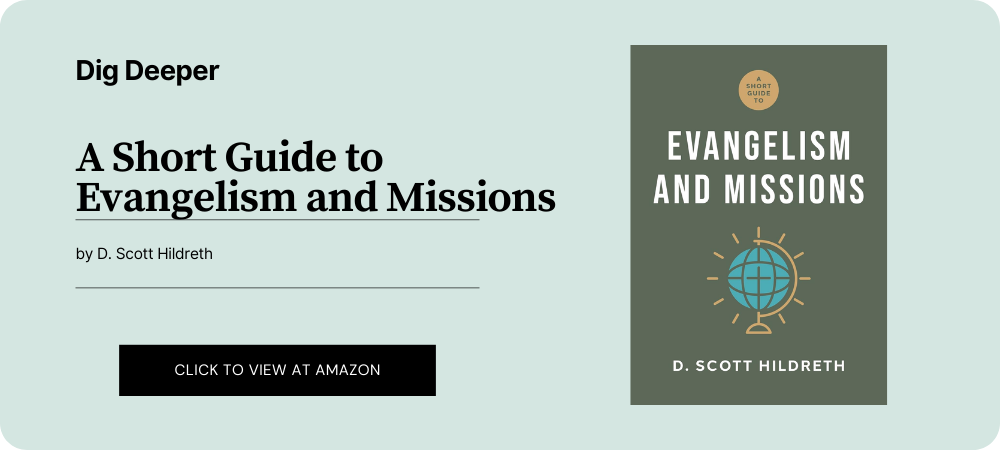 Dig Deeper
A Short Guide to
Evangelism and Missions
by D. Scott Hildreth
CLICK TO VIEW AT AMAZON
A
SHORT
GUIDE
TO
EVANGELISM
AND MISSIONS
D. SCOTT HILDRETH